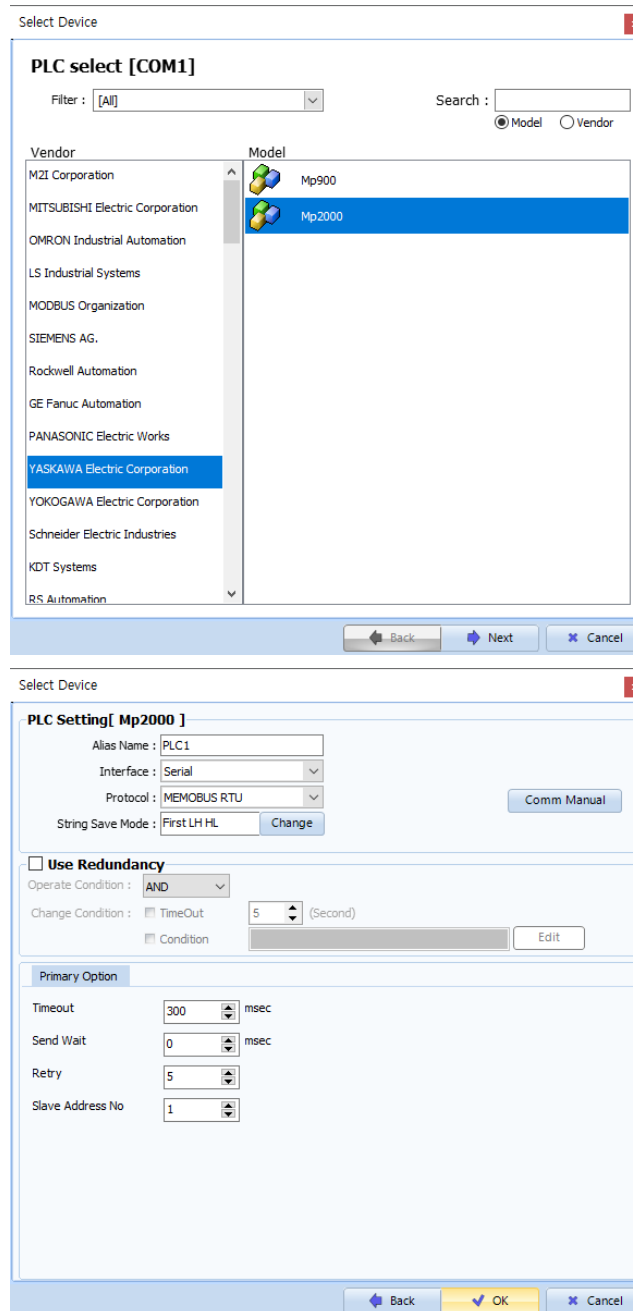 Select Device
PLC select [COM1]
Filter : [All]
Search :
Model Vendor
Vendor
Model
M2I Corporation
MITSUBISHI Electric Corporation
OMRON Industrial Automation
LS Industrial Systems
MODBUS Organization
SIEMENS AG.
Rockwell Automation
GE Fanuc Automation
PANASONIC Electric Works
YASKAWA Electric Corporation
YOKOGAWA Electric Corporation
Schneider Electric Industries
KDT Systems
RS Automation
Mp900
Mp2000
Back Next Cancel
Select Device
PLC Setting[ Mp2000 ]
Alias Name : PLC1
Interface : Serial
Protocol : MEMOBUS RTU
Comm Manual
String Save Mode : First LH HL Change
Use Redundancy
Operate Condition : AND
Change Condition : TimeOut 5 (Second)
Condition Edit
Primary Option
Timeout 300 msec
Send Wait 0 msec
Retry 5
Slave Address No 1
Back OK Cancel